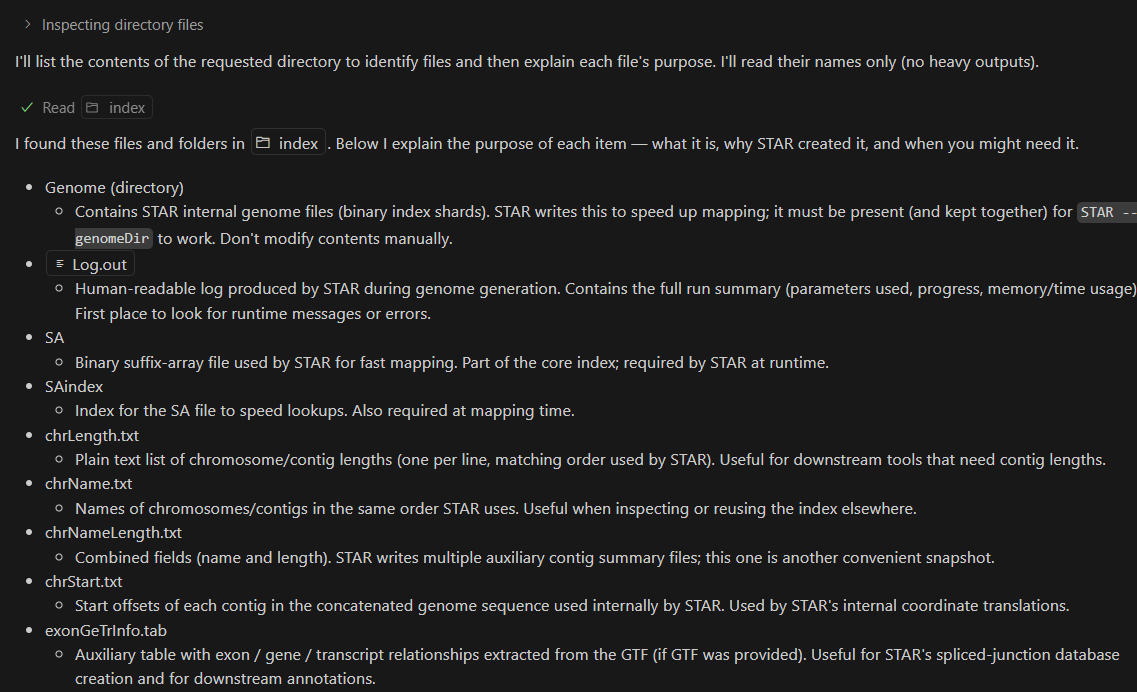 Inspecting directory files
I'll list the contents of the requested directory to identify files and then explain each file's purpose. I'll read their names only (no heavy outputs).
Read index
I found these files and folders in index . Below I explain the purpose of each item — what it is, why STAR created it, and when you might need it.
Genome (directory)
Contains STAR internal genome files (binary index shards). STAR writes this to speed up mapping; it must be present (and kept together) for STAR --
genomeDir to work. Don't modify contents manually.
Log.out
Human-readable log produced by STAR during genome generation. Contains the full run summary (parameters used, progress, memory/time usage)
First place to look for runtime messages or errors.
SA
Binary suffix-array file used by STAR for fast mapping. Part of the core index; required by STAR at runtime.
SAindex
Index for the SA file to speed lookups. Also required at mapping time.
chrLength.txt
Plain text list of chromosome/contig lengths (one per line, matching order used by STAR). Useful for downstream tools that need contig lengths.
chrName.txt
Names of chromosomes/contigs in the same order STAR uses. Useful when inspecting or reusing the index elsewhere.
chrNameLength.txt
Combined fields (name and length). STAR writes multiple auxiliary contig summary files; this one is another convenient snapshot.
chrStart.txt
Start offsets of each contig in the concatenated genome sequence used internally by STAR. Used by STAR's internal coordinate translations.
exonGeTrInfo.tab
Auxiliary table with exon / gene / transcript relationships extracted from the GTF (if GTF was provided). Useful for STAR's spliced-junction database
creation and for downstream annotations.